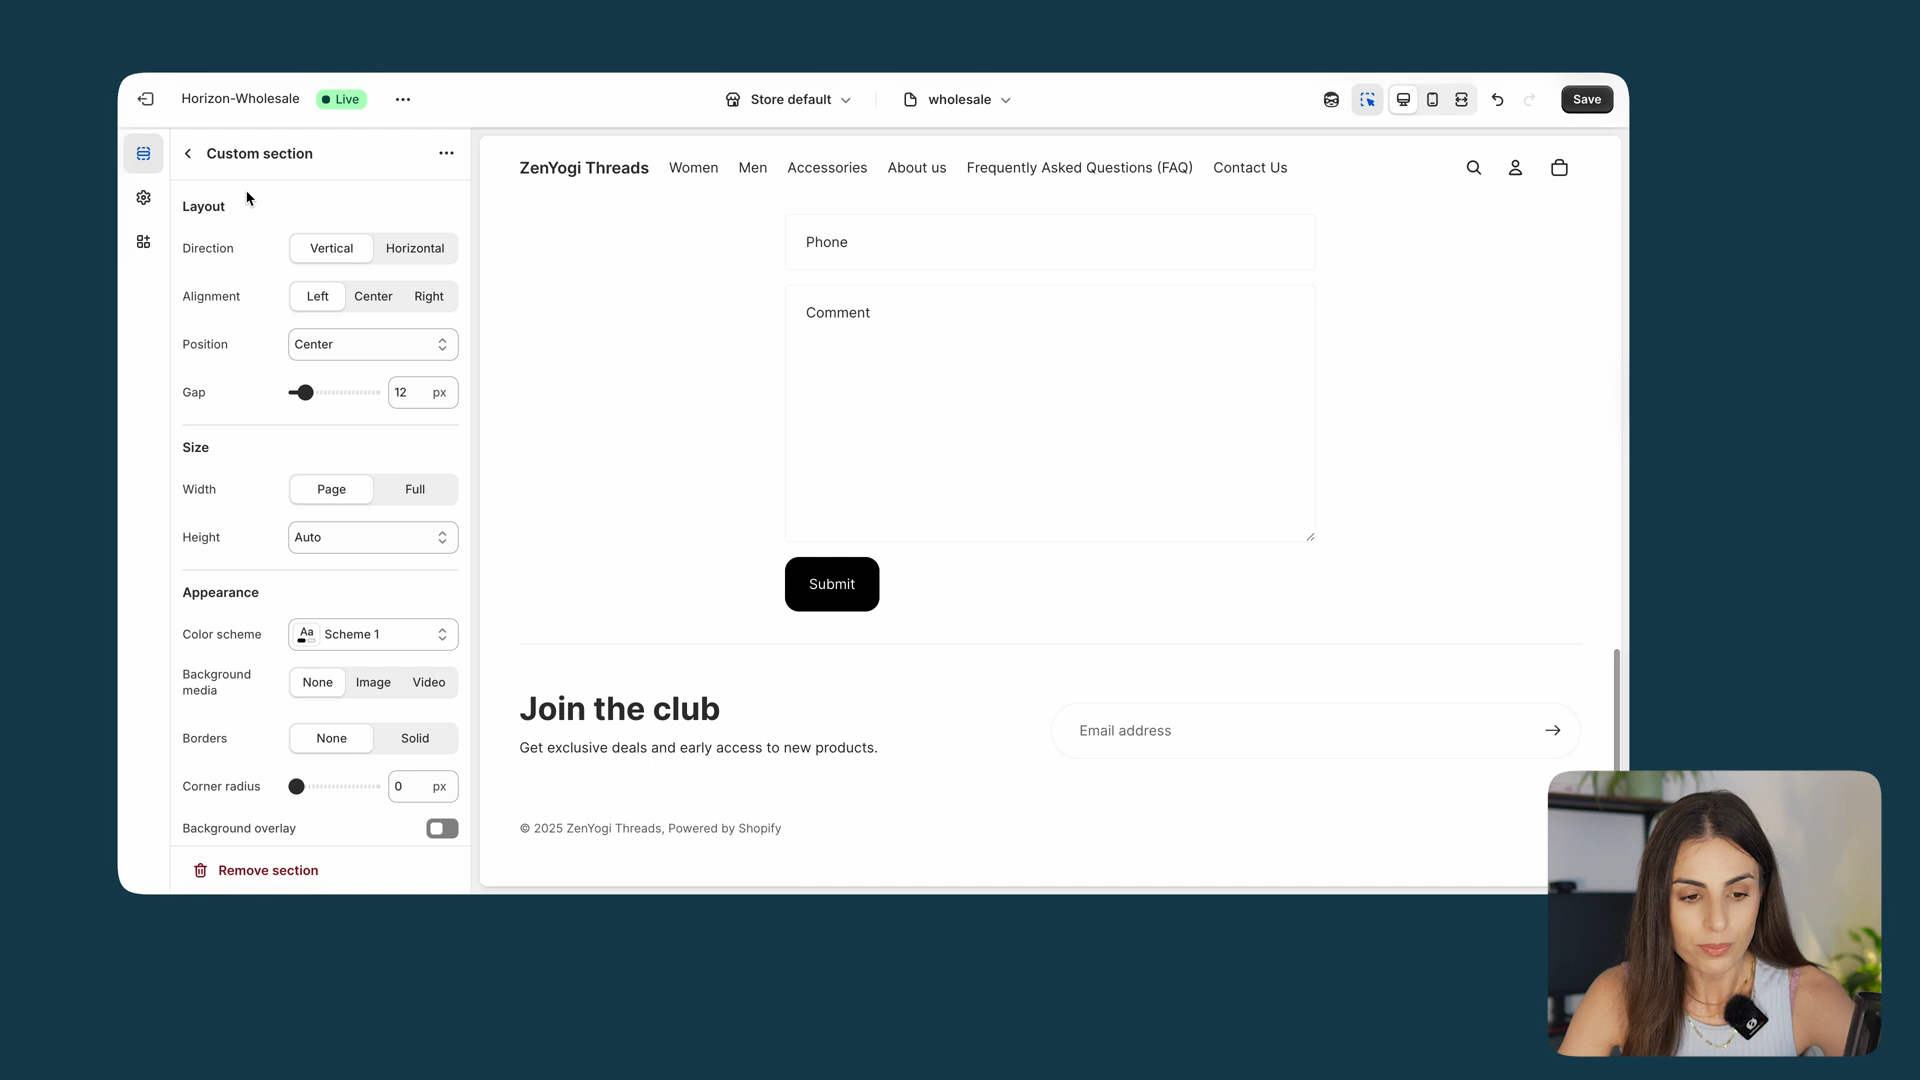 Horizon-Wholesale
Live
Store default
wholesale
Save
Custom section
Layout
Direction
Vertical
Horizontal
Alignment
Left
Center
Right
Position
Center
Gap
12
px
Size
Width
Page
Full
Height
Auto
Appearance
Color scheme
Aa
Scheme 1
Background
media
None
Image
Video
Borders
None
Solid
Corner radius
0
px
Background overlay
Remove section
ZenYogi Threads
Women
Men
Accessories
About us
Frequently Asked Questions (FAQ)
Contact Us
Phone
Comment
Submit
Join the club
Get exclusive deals and early access to new products.
Email address
© 2025 ZenYogi Threads, Powered by Shopify